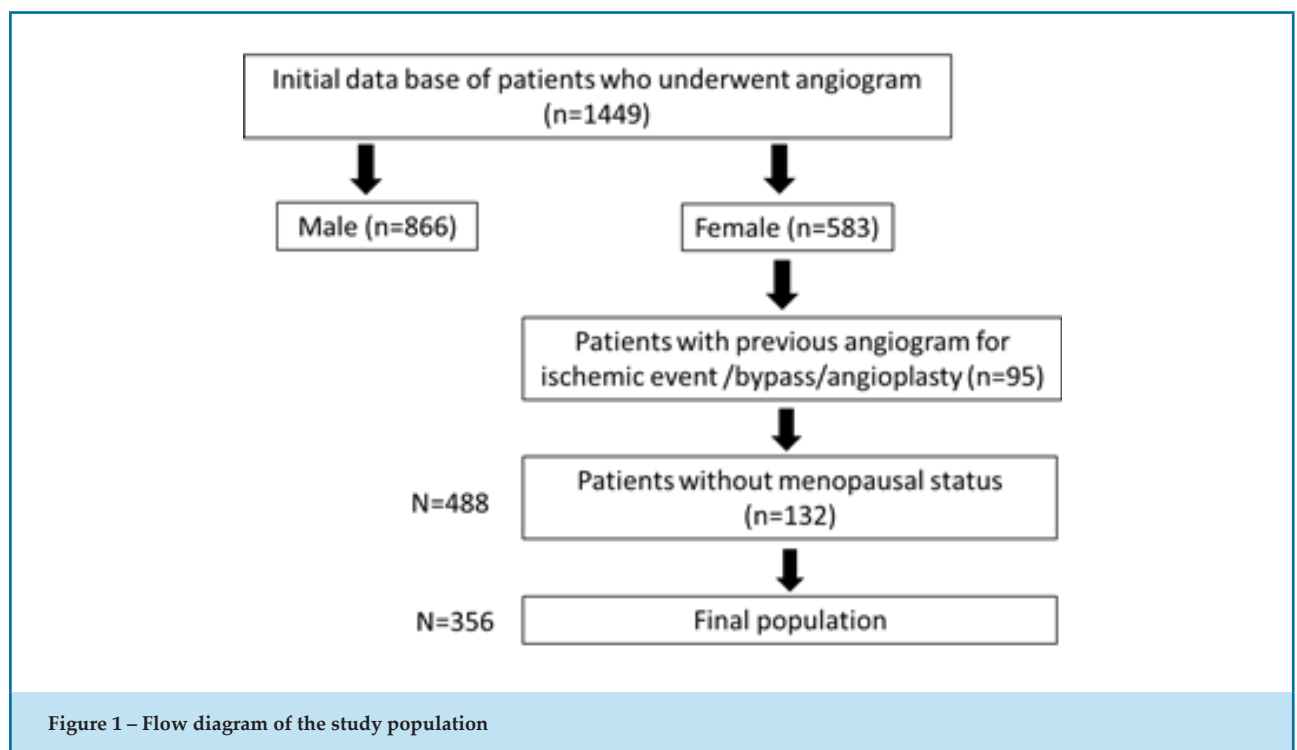 Initial data base of patients who underwent angiogram
(n=1449)
Male (n=866)
Female (n=583)
Patients with previous angiogram for
ischemic event /bypass/angioplasty (n=95)
N=488
Patients without menopausal status
(n=132)
N=356
Final population
Figure 1 – Flow diagram of the study population